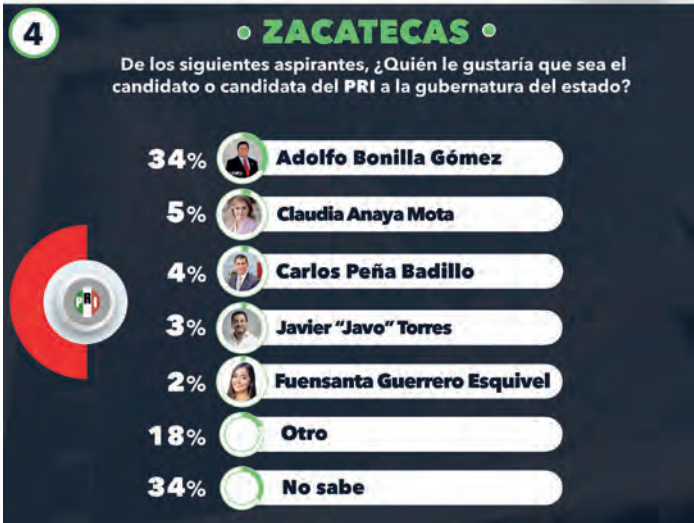 4
• ZACATECAS •
De los siguientes aspirantes, ¿Quién le gustaría que sea el
candidato o candidata del PRI a la gubernatura del estado?
34% Adolfo Bonilla Gómez
5% Claudia Anaya Mota
4% Carlos Peña Badillo
PRI
3% Javier "Javo" Torres
2% Fuensanta Guerrero Esquivel
18% Otro
34% No sabe